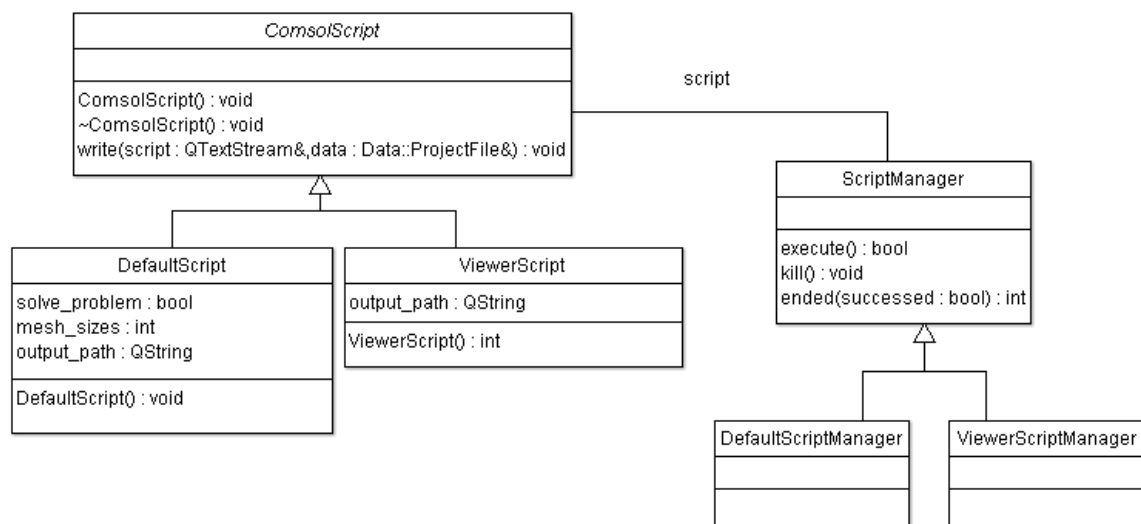 ComsolScript
ComsolScript() : void
~ComsolScript() : void
write(script : QTextStream&,data : Data::ProjectFile&) : void
script
ScriptManager
execute() : bool
kill() : void
ended(successed : bool) : int
DefaultScript
solve_problem : bool
mesh_sizes : int
output_path : QString
DefaultScript() : void
ViewerScript
output_path : QString
ViewerScript() : int
DefaultScriptManager
ViewerScriptManager